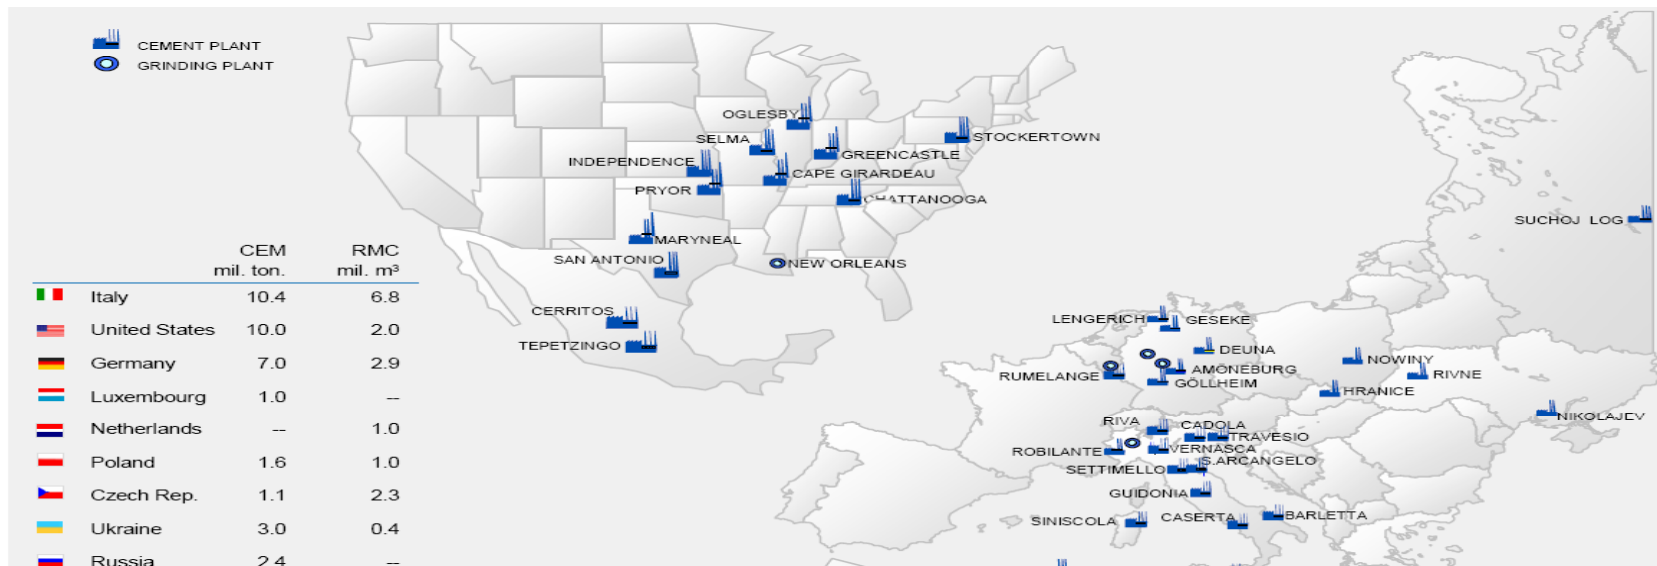 CEMENT PLANT
GRINDING PLANT
OGLESBY
STOCKERTOWN
SELMA
GREENCASTLE
INDEPENDENCE
CAPE GIRARDEAU
PRYOR
CHATTANOOGA
SUCHOJ LOG
MARYNEAL
SAN ANTONIO
NEW ORLEANS
CERRITOS
TEPETZINGO
LENGERICH
GESEKE
DEUNA
NOWINY
RUMELANGE
AMÖNEBURG
RIVNE
GÖLLHEIM
HRANICE
NIKOLAJEV
RIVA
CADOLA
TRAVESIO
ROBILANTE
VERNASCA
S.ARCANGELO
SETTIMELLO
GUIDONIA
SINISCOLA
CASERTA
BARLETTA
CEM RMC
mil. ton. mil. m³
Italy 10.4 6.8
United States 10.0 2.0
Germany 7.0 2.9
Luxembourg 1.0 --
Netherlands -- 1.0
Poland 1.6 1.0
Czech Rep. 1.1 2.3
Ukraine 3.0 0.4
Russia 2.4 --